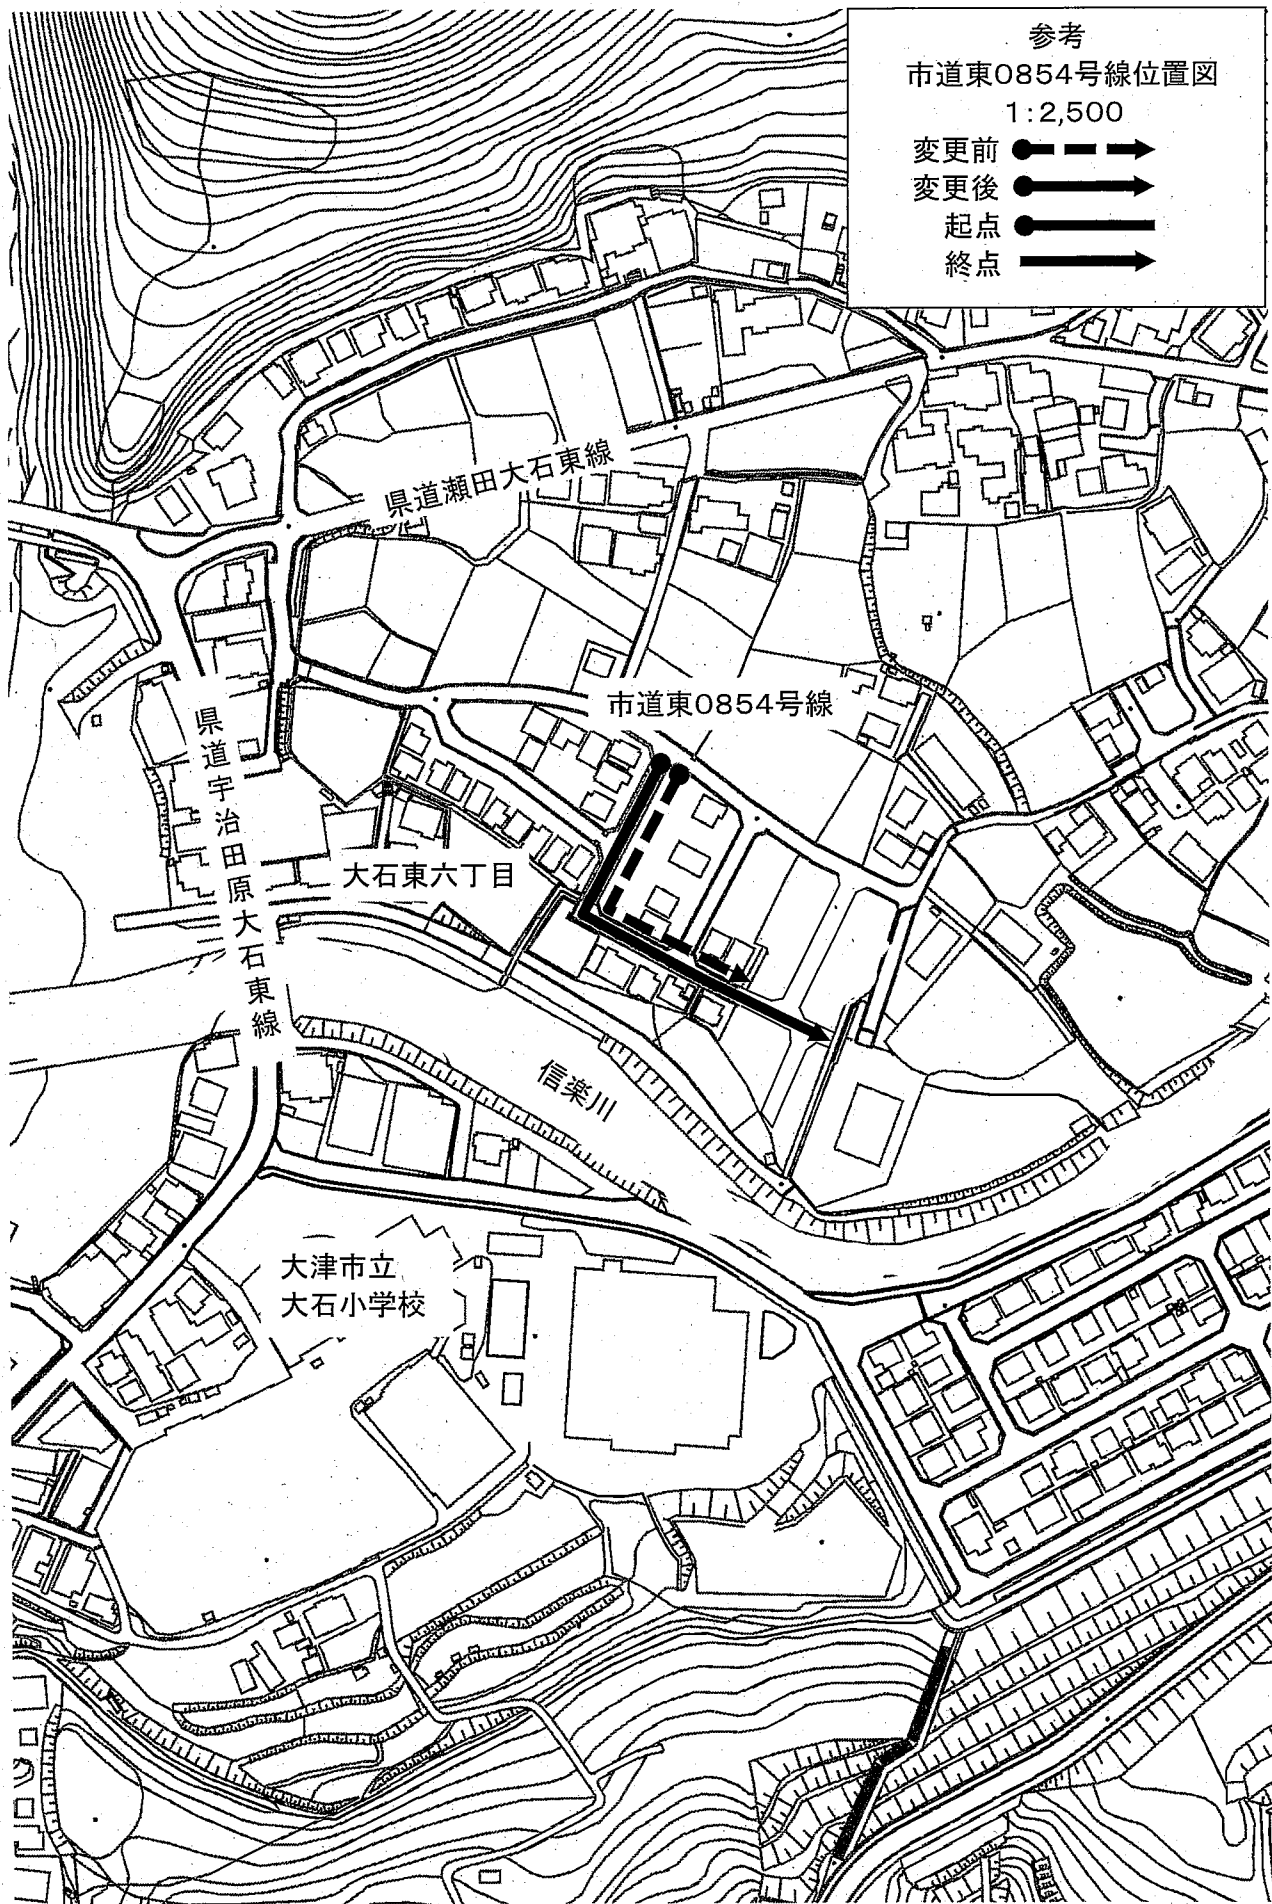 参考
市道東0854号線位置図
1:2,500
変更前
変更後
起点
終点
県道瀬田大石東線
市道東0854号線
県道宇治田原大石東線
大石東六丁目
信楽川
大津市立
大石小学校